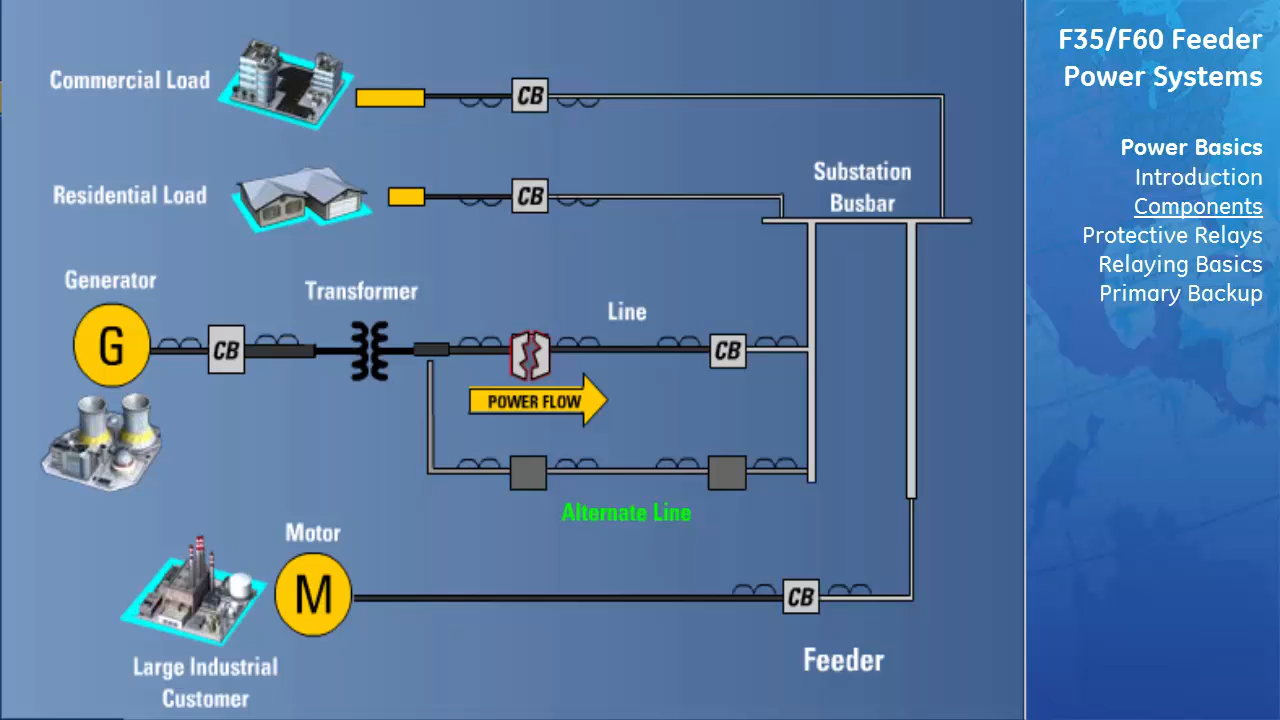 Commercial Load
CB
Residential Load
CB
Substation
Busbar
Generator
G
CB
Transformer
Line
CB
POWER FLOW
Alternate Line
Motor
M
CB
Large Industrial
Customer
Feeder
F35/F60 Feeder
Power Systems
Power Basics
Introduction
Components
Protective Relays
Relaying Basics
Primary Backup